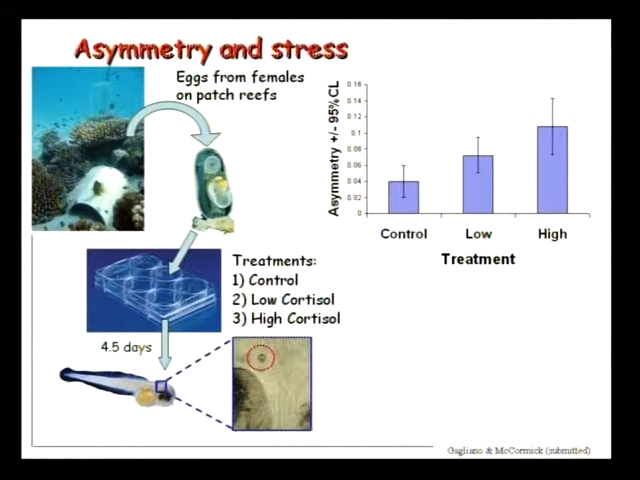 Asymmetry and stress
Eggs from females
on patch reefs
Asymmetry +/- 95% CL
0.16
0.14
0.12
0.1
0.08
0.06
0.04
0.02
0
Control
Low
High
Treatment
Treatments:
1) Control
2) Low Cortisol
3) High Cortisol
4.5 days
Gagliano & McCormick (submitted)